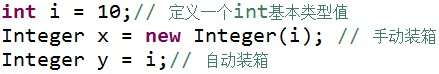 int i = 10;// 定义一个int基本类型值
Integer x = new Integer(i); // 手动装箱
Integer y = i;// 自动装箱